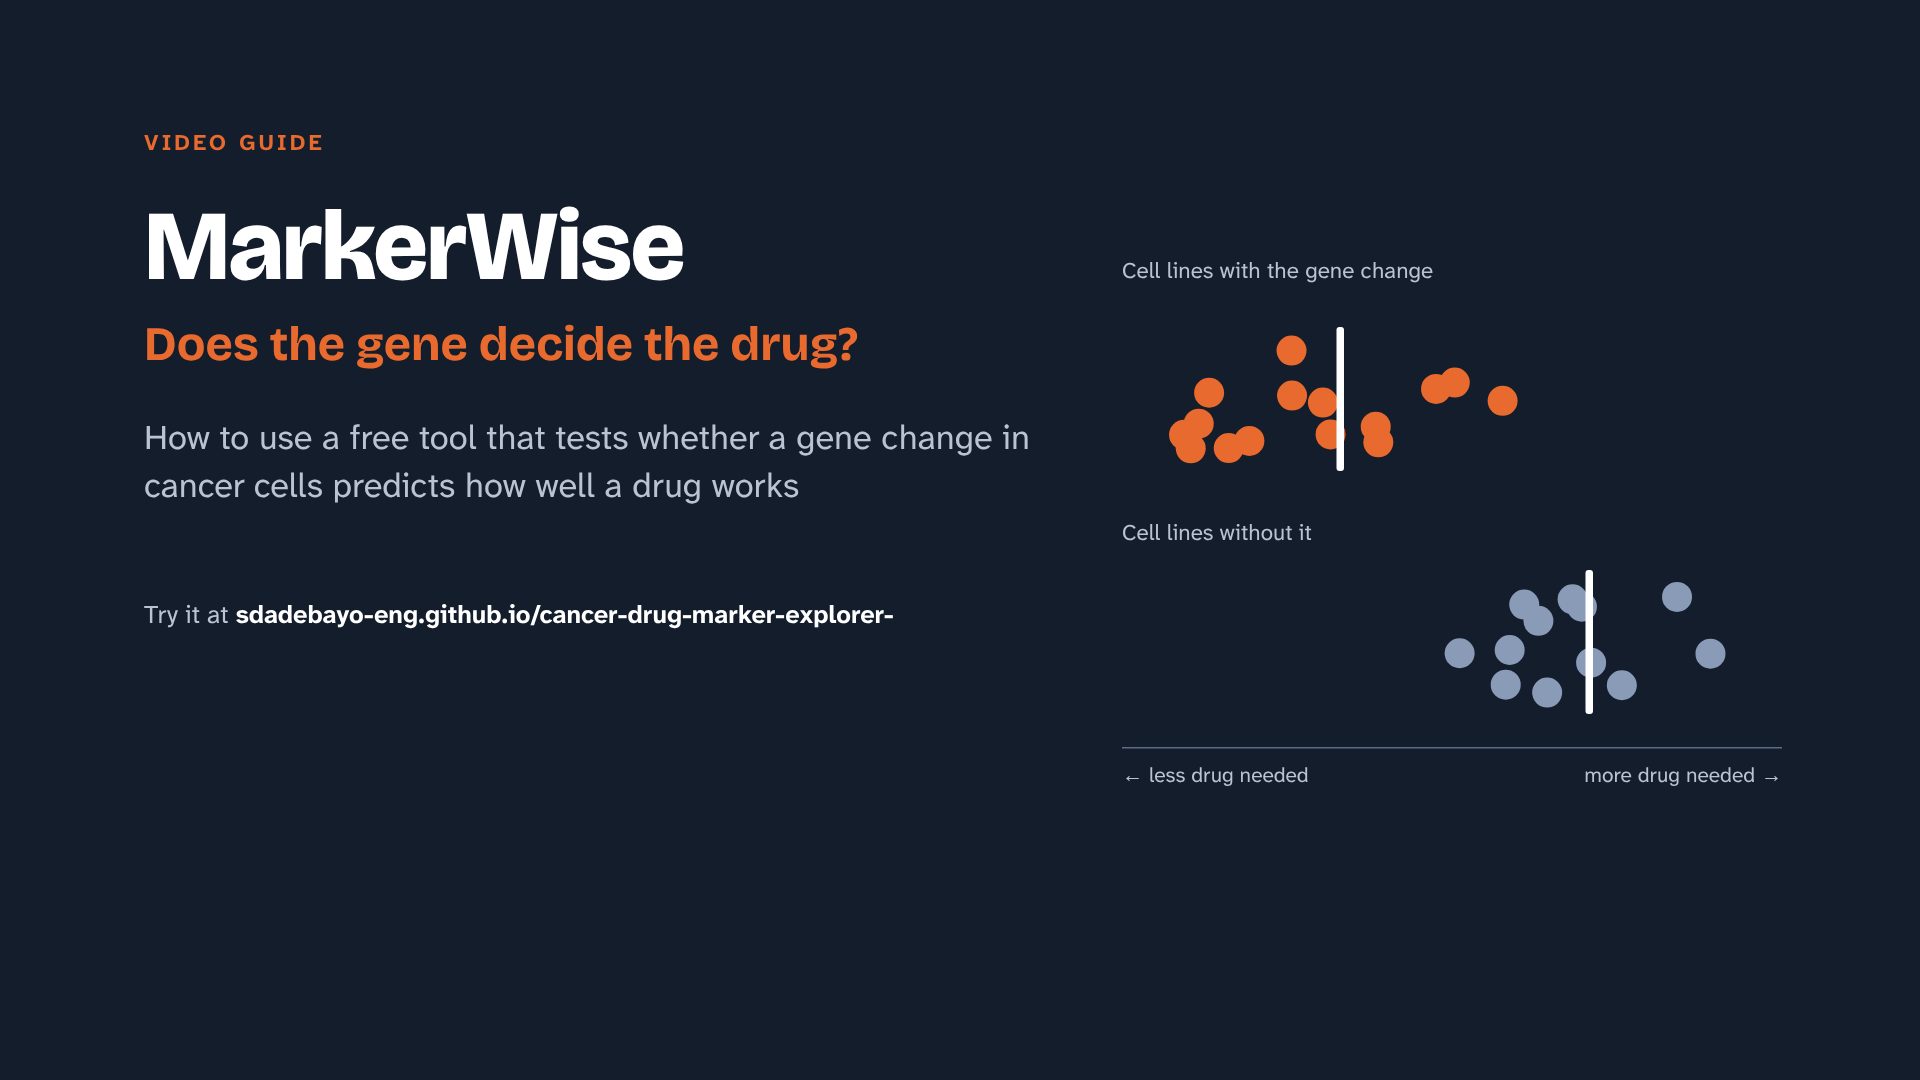 VIDEO GUIDE
MarkerWise
Does the gene decide the drug?
How to use a free tool that tests whether a gene change in
cancer cells predicts how well a drug works
Try it at sdadebayo-eng.github.io/cancer-drug-marker-explorer-
Cell lines with the gene change
Cell lines without it
← less drug needed
more drug needed →